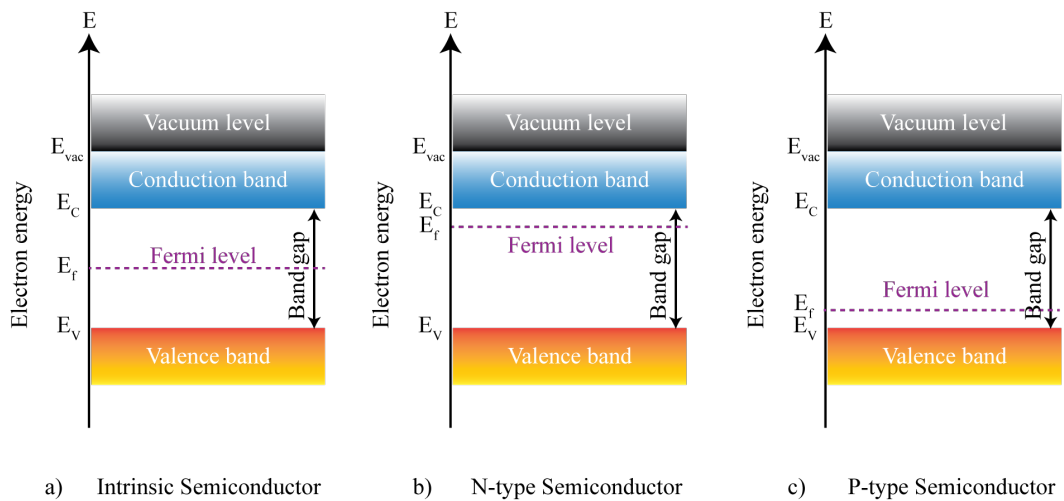 E
Vacuum level
Evac
Conduction band
EC
Fermi level
Ef
Band gap
EV
Valence band
Electron energy
a) Intrinsic Semiconductor
E
Vacuum level
Evac
Conduction band
EC
Ef
Fermi level
Band gap
EV
Valence band
Electron energy
b) N-type Semiconductor
E
Vacuum level
Evac
Conduction band
EC
Band gap
Ef
Fermi level
EV
Valence band
Electron energy
c) P-type Semiconductor